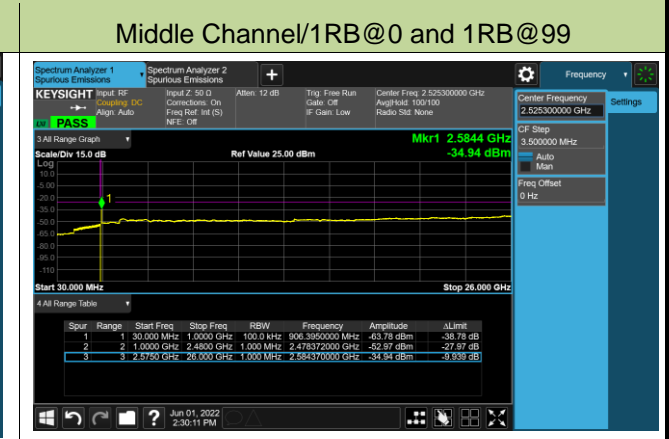 Middle Channel/1RB@0 and 1RB@99
Spectrum Analyzer 1
Spurious Emissions
Spectrum Analyzer 2
Spurious Emissions
Frequency
KEYSIGHT
Input: RF
Coupling: DC
Align: Auto
Input Z: 50 Ω
Corrections: On
Freq Ref: Int (S)
NFE: Off
Atten: 12 dB
Trig: Free Run
Gate: Off
IF Gain: Low
Center Freq: 2.525300000 GHz
Avg|Hold: 100/100
Radio Std: None
PASS
Center Frequency
2.525300000 GHz
Settings
CF Step
3.500000 MHz
Auto
Man
Freq Offset
0 Hz
3 All Range Graph
Mkr1 2.5844 GHz
-34.94 dBm
Scale/Div 15.0 dB
Ref Value 25.00 dBm
Log
10.0
-5.00
-20.0
-35.0
-50.0
-65.0
-80.0
-95.0
-110
1
Start 30.000 MHz
Stop 26.000 GHz
4 All Range Table
Spur Range Start Freq Stop Freq RBW Frequency Amplitude ΔLimit
1 1 30.000 MHz 1.0000 GHz 100.0 kHz 906.3950000 MHz -63.78 dBm -38.78 dB
2 2 1.0000 GHz 2.4800 GHz 1.000 MHz 2.478372000 GHz -52.97 dBm -27.97 dB
3 3 2.5750 GHz 26.000 GHz 1.000 MHz 2.584370000 GHz -34.94 dBm -9.939 dB
Jun 01, 2022
2:30:11 PM